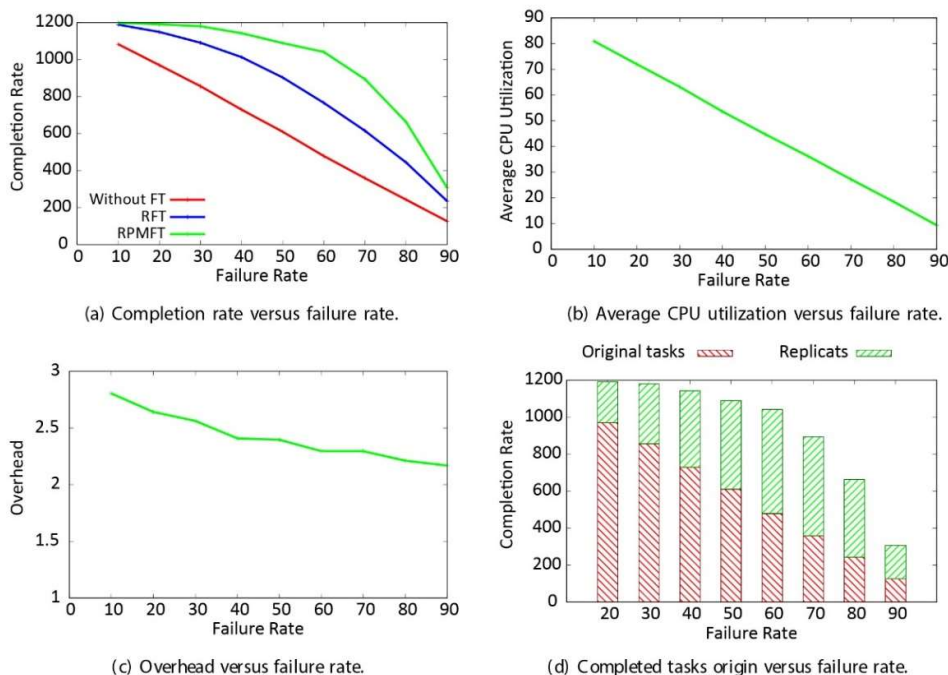 1200
1000
800
600
400
200
0
Completion Rate
Without FT
RFT
RPMFT
0 10 20 30 40 50 60 70 80 90
Failure Rate
(a) Completion rate versus failure rate.
90
80
70
60
50
40
30
20
10
0
Average CPU Utilization
0 10 20 30 40 50 60 70 80 90
Failure Rate
(b) Average CPU utilization versus failure rate.
3
2.5
2
1.5
1
Overhead
0 10 20 30 40 50 60 70 80 90
Failure Rate
(c) Overhead versus failure rate.
Original tasks Replicats
1200
1000
800
600
400
200
0
Completion Rate
20 30 40 50 60 70 80 90
Failure Rate
(d) Completed tasks origin versus failure rate.